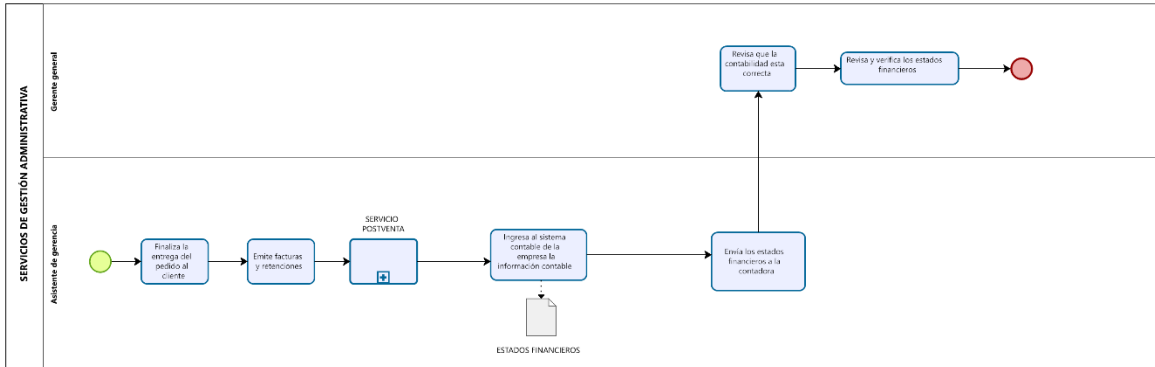 SERVICIOS DE GESTIÓN ADMINISTRATIVA
Gerente general
Revisa que la
contabilidad esta
correcta
Revisa y verifica los estados
financieros
Asistente de gerencia
Finaliza la
entrega del
pedido al
cliente
Emite facturas
y retenciones
SERVICIO
POSTVENTA
Ingresa al sistema
contable de la
empresa la
información contable
ESTADOS FINANCIEROS
Envía los estados
financieros a la
contadora